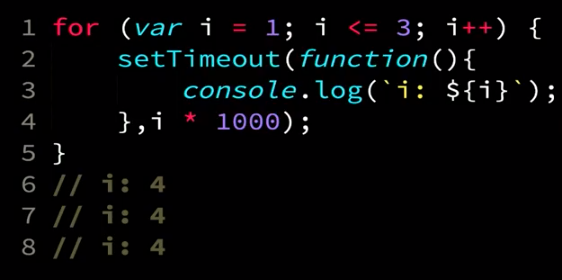 1 for (var i = 1; i <= 3; i++) {
2     setTimeout(function(){
3         console.log(`i: ${i}`);
4     },i * 1000);
5 }
6 // i: 4
7 // i: 4
8 // i: 4